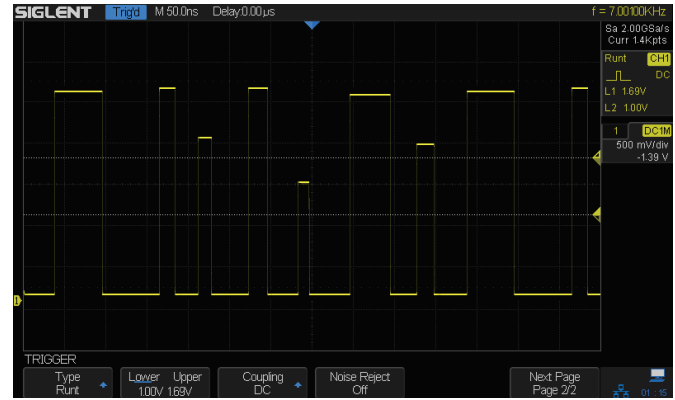 SIGLENT Trig'd M 50.0ns Delay:0.00µs f = 7.00100KHz
Sa 2.00GSa/s
Curr 1.4Kpts
Runt CH1
DC
L1 1.69V
L2 1.00V
1 DC1M
500 mV/div
-1.39 V
1
TRIGGER
Type Lower Upper Coupling Noise Reject Next Page
Runt 1.00V 1.69V DC Off Page 2/2
01 : 15